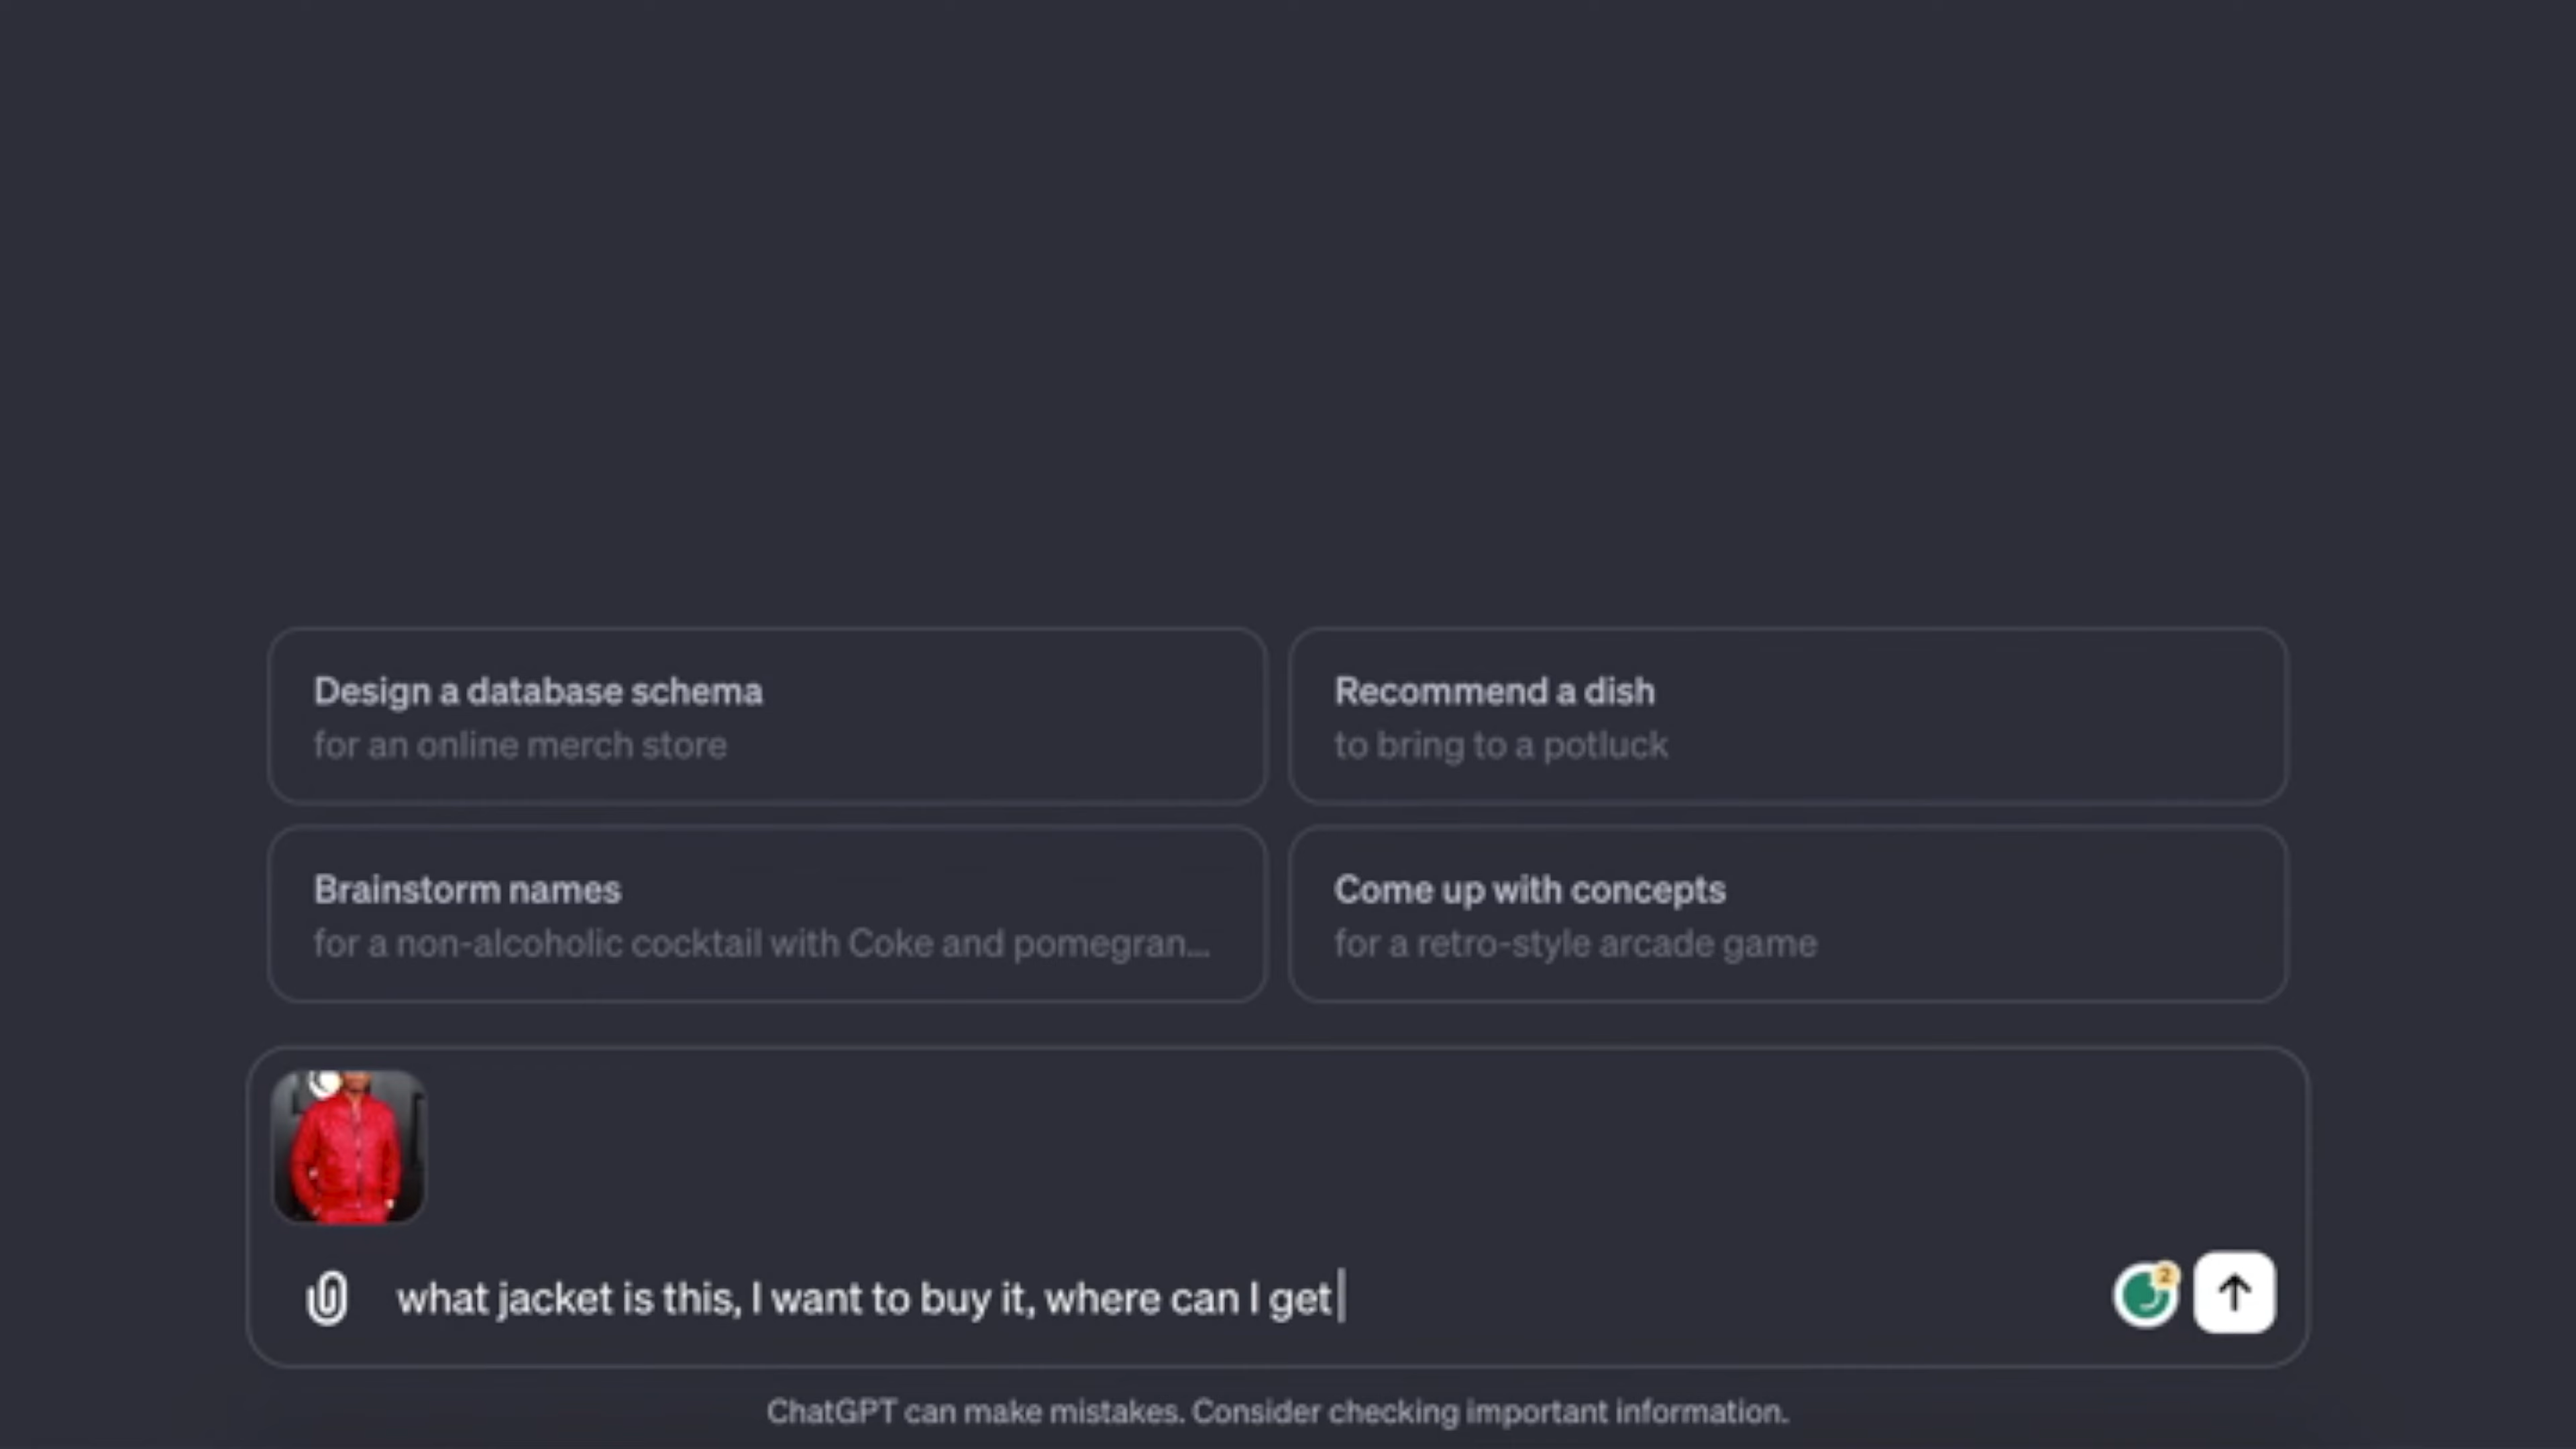 Design a database schema
for an online merch store
Recommend a dish
to bring to a potluck
Brainstorm names
for a non-alcoholic cocktail with Coke and pomegran...
Come up with concepts
for a retro-style arcade game
what jacket is this, I want to buy it, where can I get
2
ChatGPT can make mistakes. Consider checking important information.